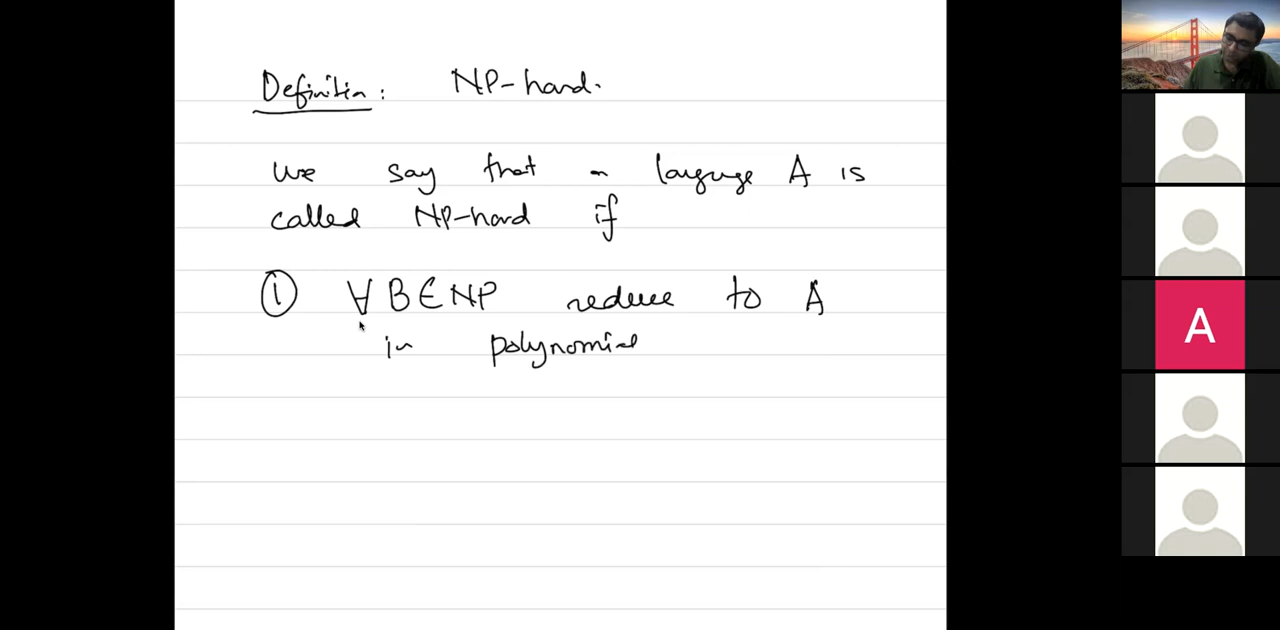 Definition: NP-hard.
we say that a language A is
called NP-hard if
① ∀ B ∈ NP reduce to A
in polynomial
A